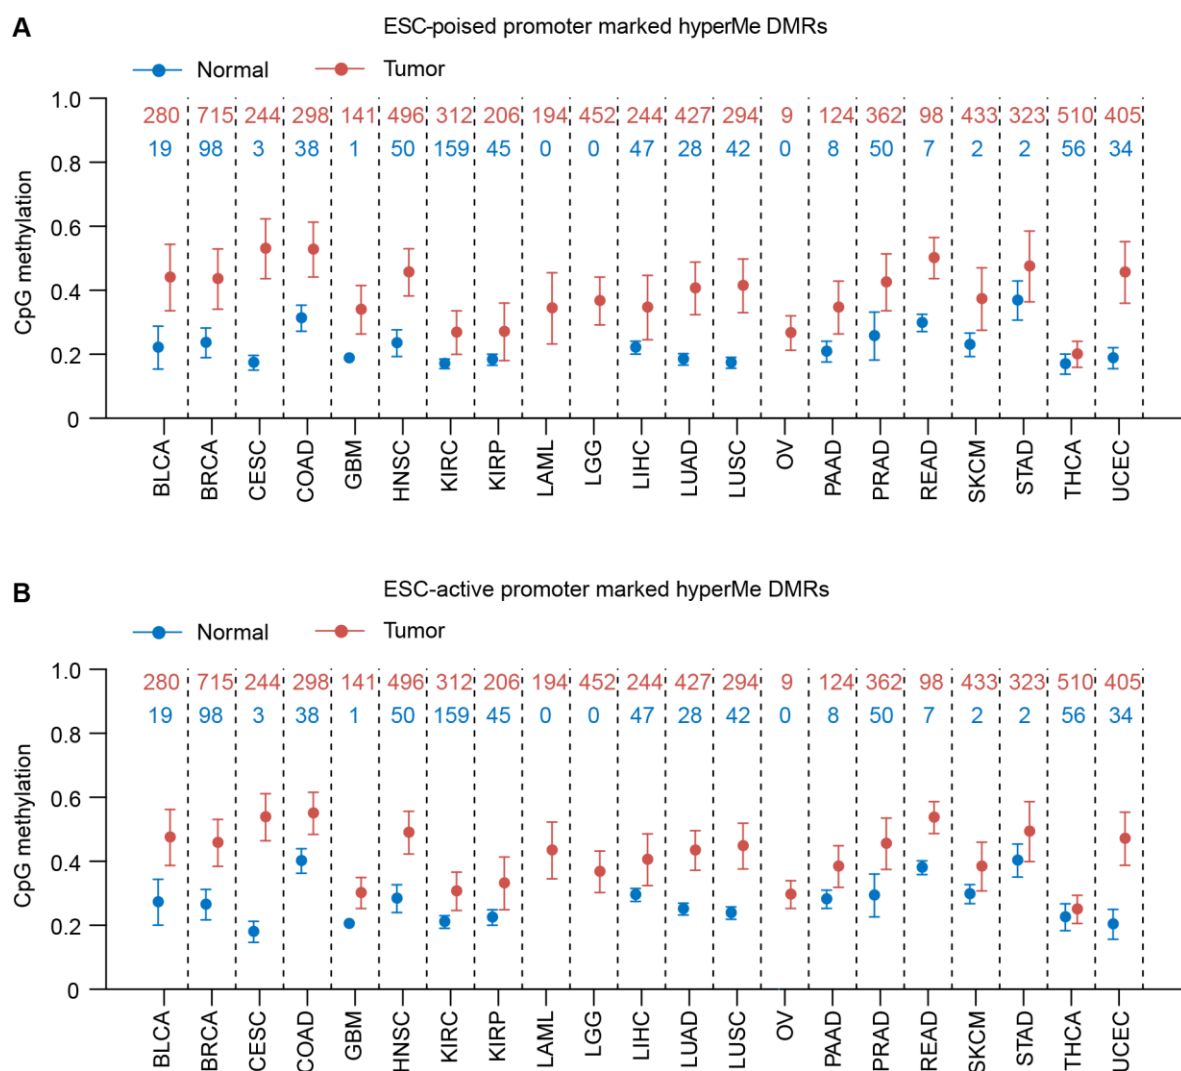 A
ESC-poised promoter marked hyperMe DMRs
Normal Tumor
1.0
280 715 244 298 141 496 312 206 194 452 244 427 294 9 124 362 98 433 323 510 405
19 98 3 38 1 50 159 45 0 0 47 28 42 0 8 50 7 2 2 56 34
0.8
0.6
0.4
0.2
0
CpG methylation
BLCA BRCA CESC COAD GBM HNSC KIRC KIRP LAML LGG LIHC LUAD LUSC OV PAAD PRAD READ SKCM STAD THCA UCEC
B
ESC-active promoter marked hyperMe DMRs
Normal Tumor
1.0
280 715 244 298 141 496 312 206 194 452 244 427 294 9 124 362 98 433 323 510 405
19 98 3 38 1 50 159 45 0 0 47 28 42 0 8 50 7 2 2 56 34
0.8
0.6
0.4
0.2
0
CpG methylation
BLCA BRCA CESC COAD GBM HNSC KIRC KIRP LAML LGG LIHC LUAD LUSC OV PAAD PRAD READ SKCM STAD THCA UCEC